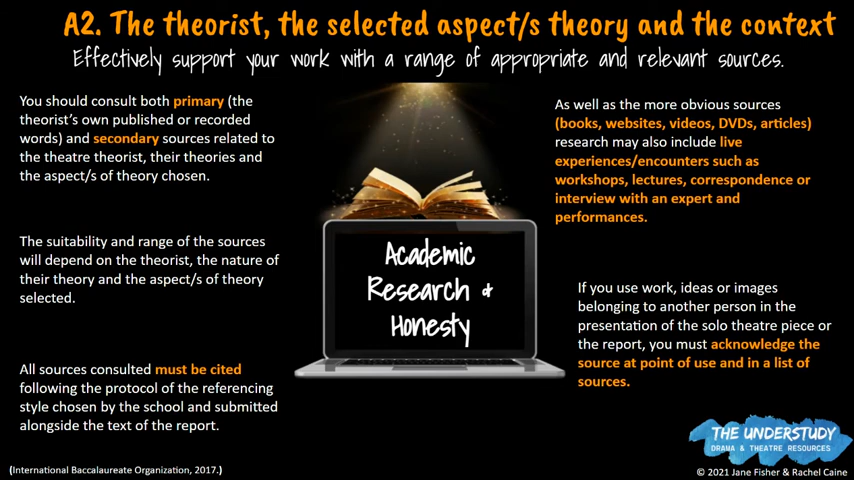 A2. The theorist, the selected aspect/s theory and the context
Effectively support your work with a range of appropriate and relevant sources.
You should consult both primary (the
theorist's own published or recorded
words) and secondary sources related to
the theatre theorist, their theories and
the aspect/s of theory chosen.
The suitability and range of the sources
will depend on the theorist, the nature of
their theory and the aspect/s of theory
selected.
All sources consulted must be cited
following the protocol of the referencing
style chosen by the school and submitted
alongside the text of the report.
(International Baccalaureate Organization, 2017.)
Academic
Research &
Honesty
As well as the more obvious sources
(books, websites, videos, DVDs, articles)
research may also include live
experiences/encounters such as
workshops, lectures, correspondence or
interview with an expert and
performances.
If you use work, ideas or images
belonging to another person in the
presentation of the solo theatre piece or
the report, you must acknowledge the
source at point of use and in a list of
sources.
THE UNDERSTUDY
DRAMA & THEATRE RESOURCES
© 2021 Jane Fisher & Rachel Caine